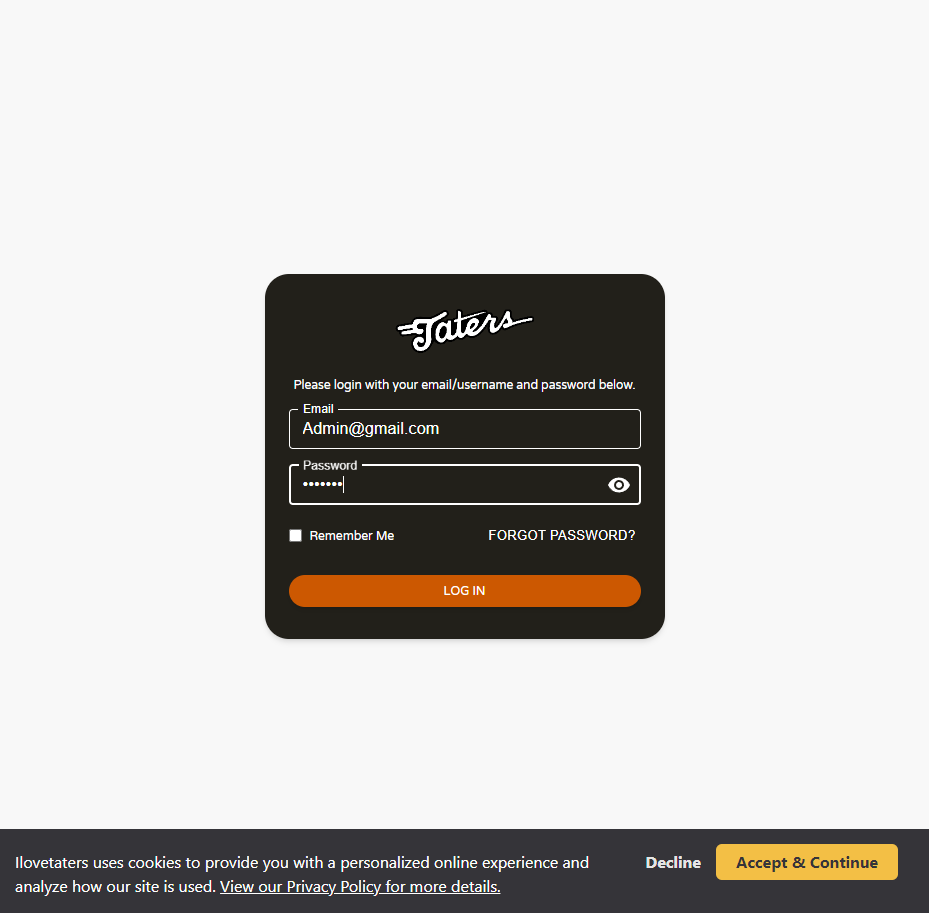 Taters
Please login with your email/username and password below.
Email
Admin@gmail.com
Password
•••••••
Remember Me
FORGOT PASSWORD?
LOG IN
Ilovetaters uses cookies to provide you with a personalized online experience and
analyze how our site is used. View our Privacy Policy for more details.
Decline
Accept & Continue